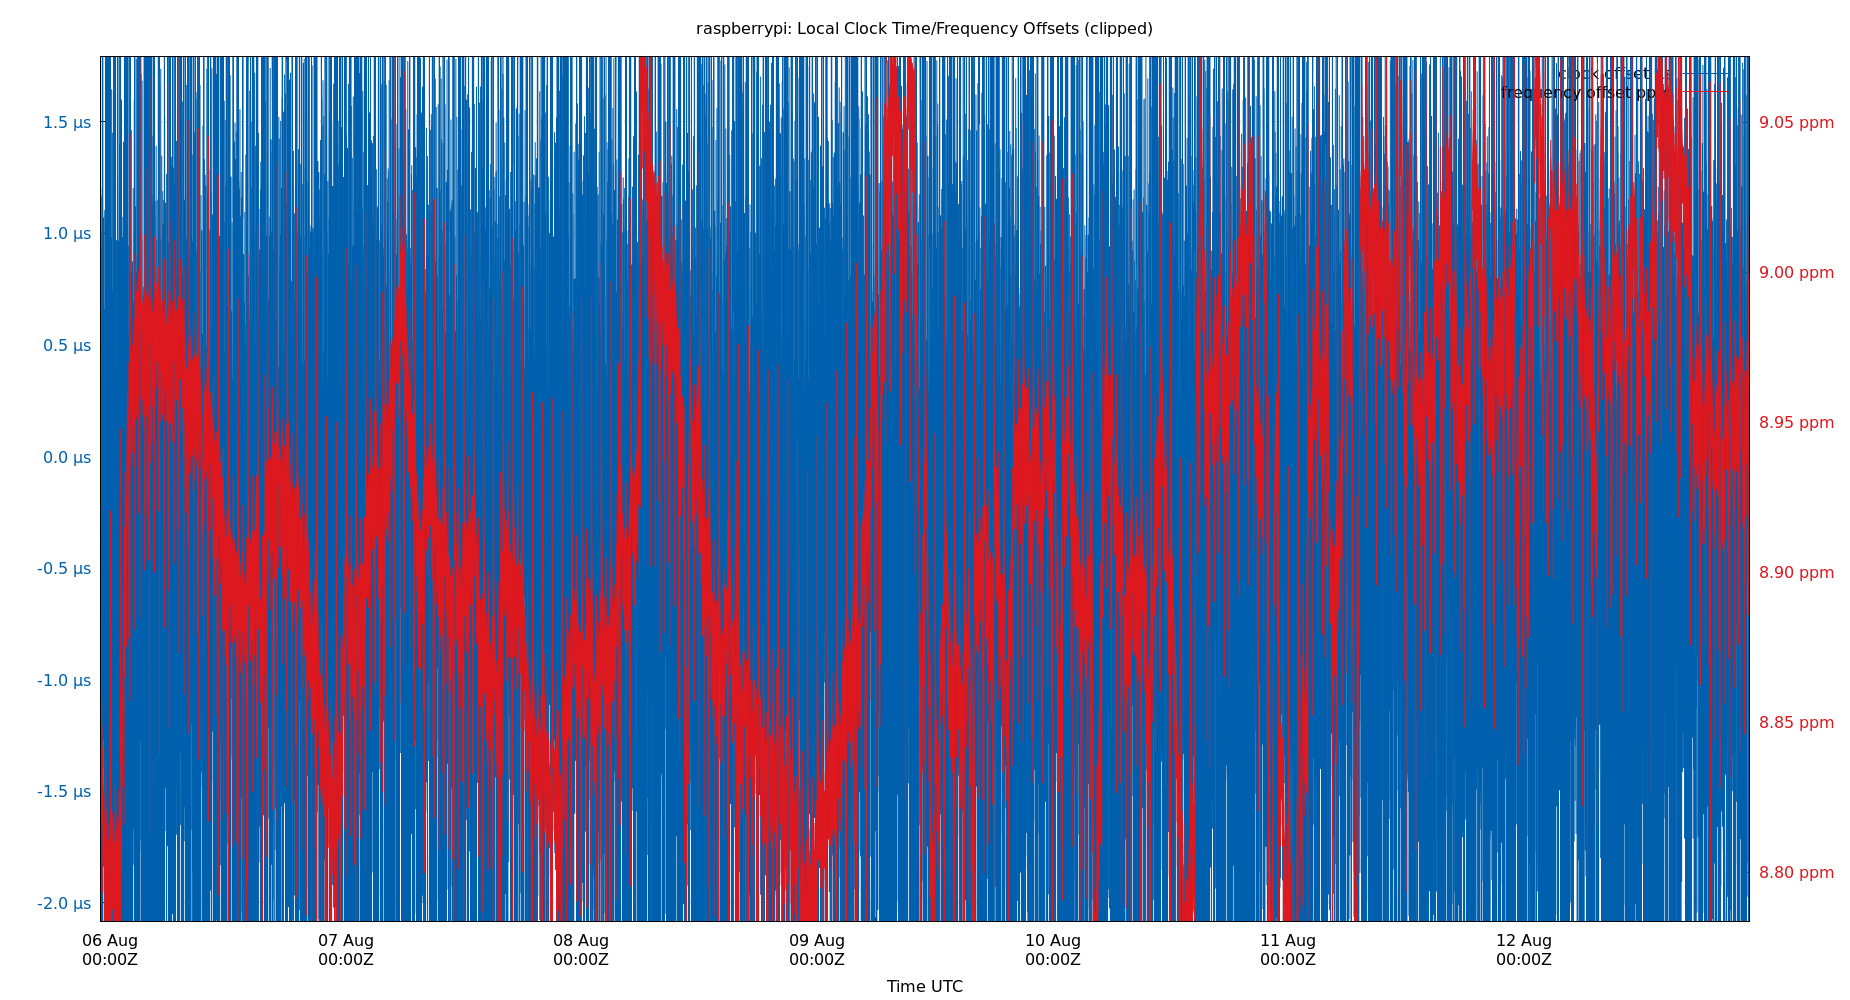 raspberrypi: Local Clock Time/Frequency Offsets (clipped)
clock offset
frequency offset ppm
1.5 µs
1.0 µs
0.5 µs
0.0 µs
-0.5 µs
-1.0 µs
-1.5 µs
-2.0 µs
9.05 ppm
9.00 ppm
8.95 ppm
8.90 ppm
8.85 ppm
8.80 ppm
06 Aug 07 Aug 08 Aug 09 Aug 10 Aug 11 Aug 12 Aug
00:00Z 00:00Z 00:00Z 00:00Z 00:00Z 00:00Z 00:00Z
Time UTC